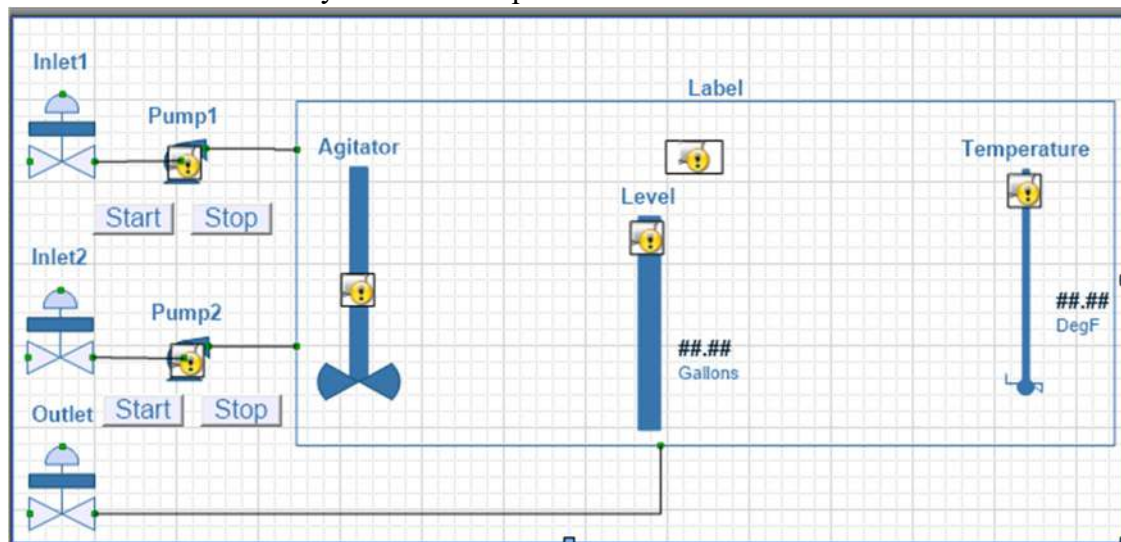 Inlet1
Pump1
Start Stop
Inlet2
Pump2
Start Stop
Outlet
Label
Agitator
Level
##.##
Gallons
Temperature
##.##
DegF